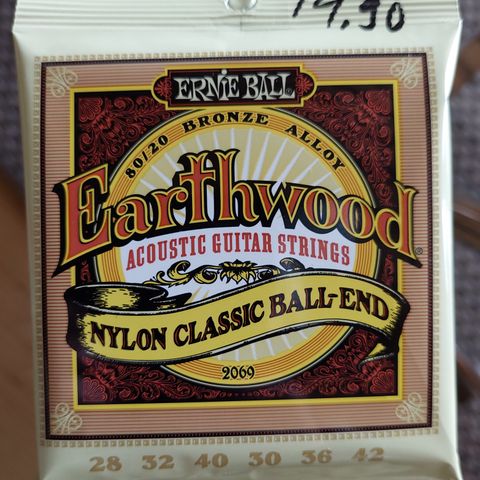 19.90
ERNIE BALL®
80/20 BRONZE ALLOY
Earthwood®
ACOUSTIC GUITAR STRINGS
NYLON CLASSIC BALL-END
2069
28 32 40 30 36 42